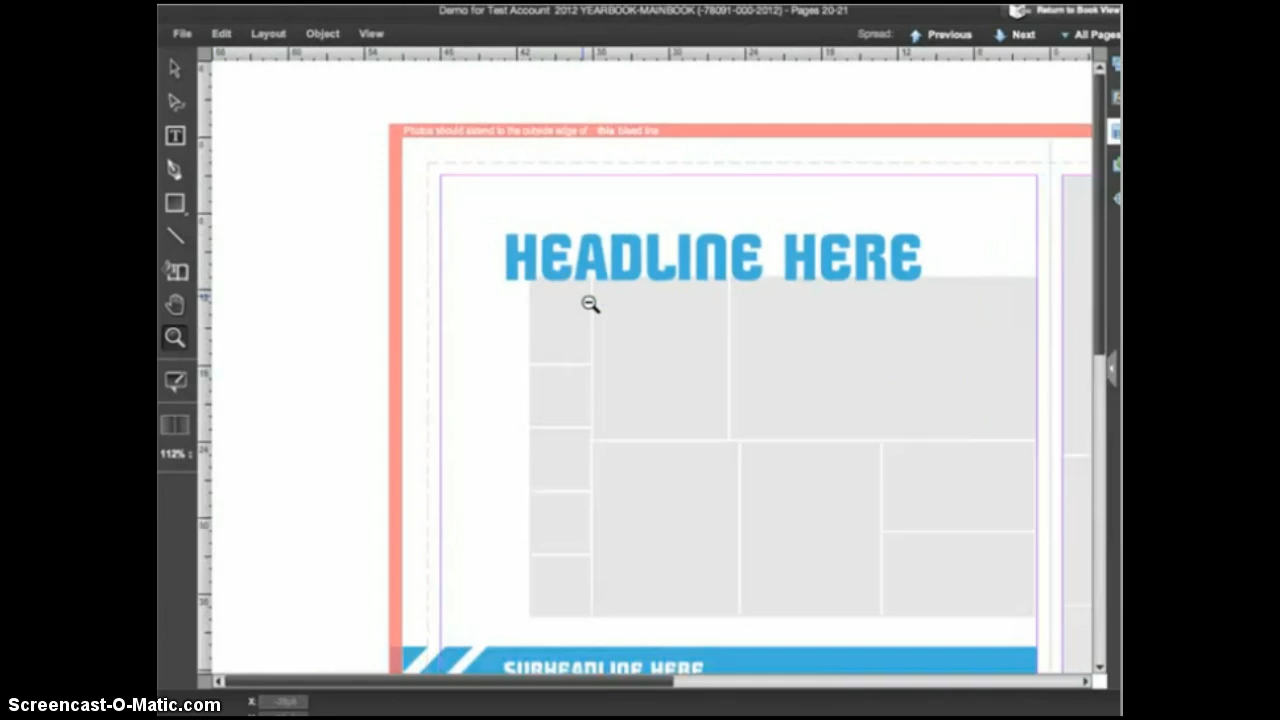 Demo for Test Account 2012 YEARBOOK-MAINBOOK (-78091-000-2012) - Pages 20-21
Return to Book View
File Edit Layout Object View
Spread: Previous Next All Pages
Photos should extend to the outside edge of this bleed line
HEADLINE HERE
112%
SUBHEADLINE HERE
X:
Screencast-O-Matic.com